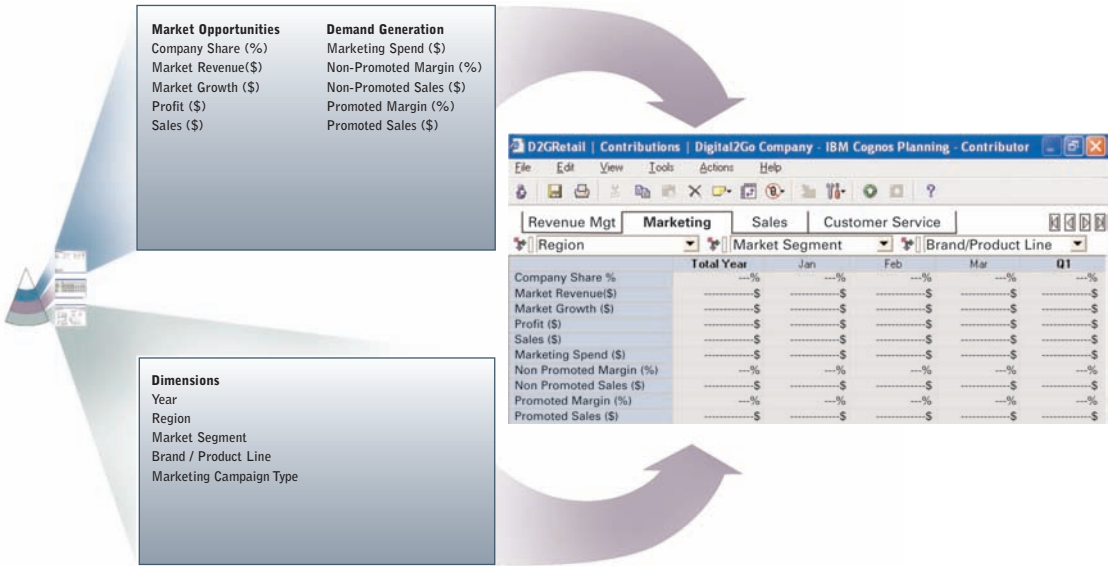 Market Opportunities
Company Share (%)
Market Revenue($)
Market Growth ($)
Profit ($)
Sales ($)
Demand Generation
Marketing Spend ($)
Non-Promoted Margin (%)
Non-Promoted Sales ($)
Promoted Margin (%)
Promoted Sales ($)
Dimensions
Year
Region
Market Segment
Brand / Product Line
Marketing Campaign Type
D2GRetail | Contributions | Digital2Go Company - IBM Cognos Planning - Contributor
File Edit View Tools Actions Help
Revenue Mgt Marketing Sales Customer Service
Region Market Segment Brand/Product Line
Total Year Jan Feb Mar Q1
Company Share % ---% ---% ---% ---% ---%
Market Revenue($) ------------$ ------------$ ------------$ ------------$ ------------$
Market Growth ($) ------------$ ------------$ ------------$ ------------$ ------------$
Profit ($) ------------$ ------------$ ------------$ ------------$ ------------$
Sales ($) ------------$ ------------$ ------------$ ------------$ ------------$
Marketing Spend ($) ------------$ ------------$ ------------$ ------------$ ------------$
Non Promoted Margin (%) ---% ---% ---% ---% ---%
Non Promoted Sales ($) ------------$ ------------$ ------------$ ------------$ ------------$
Promoted Margin (%) ---% ---% ---% ---% ---%
Promoted Sales ($) ------------$ ------------$ ------------$ ------------$ ------------$